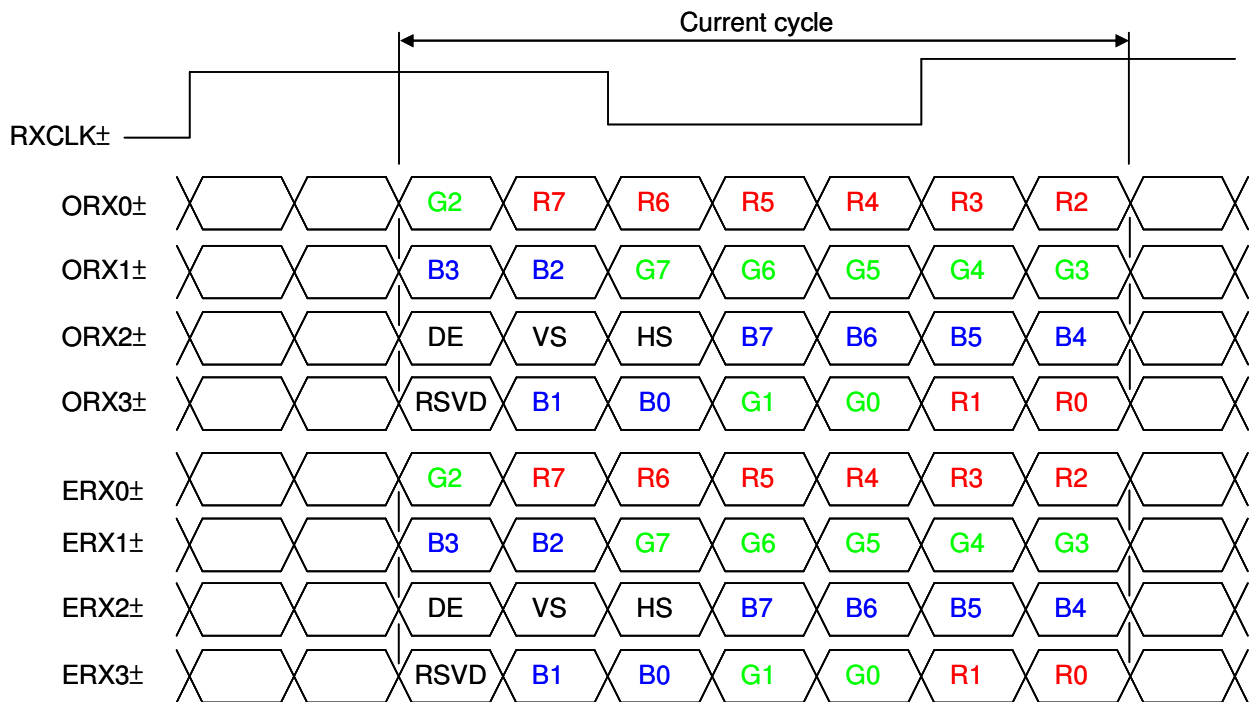 Current cycle
RXCLK±
ORX0± G2 R7 R6 R5 R4 R3 R2
ORX1± B3 B2 G7 G6 G5 G4 G3
ORX2± DE VS HS B7 B6 B5 B4
ORX3± RSVD B1 B0 G1 G0 R1 R0
ERX0± G2 R7 R6 R5 R4 R3 R2
ERX1± B3 B2 G7 G6 G5 G4 G3
ERX2± DE VS HS B7 B6 B5 B4
ERX3± RSVD B1 B0 G1 G0 R1 R0